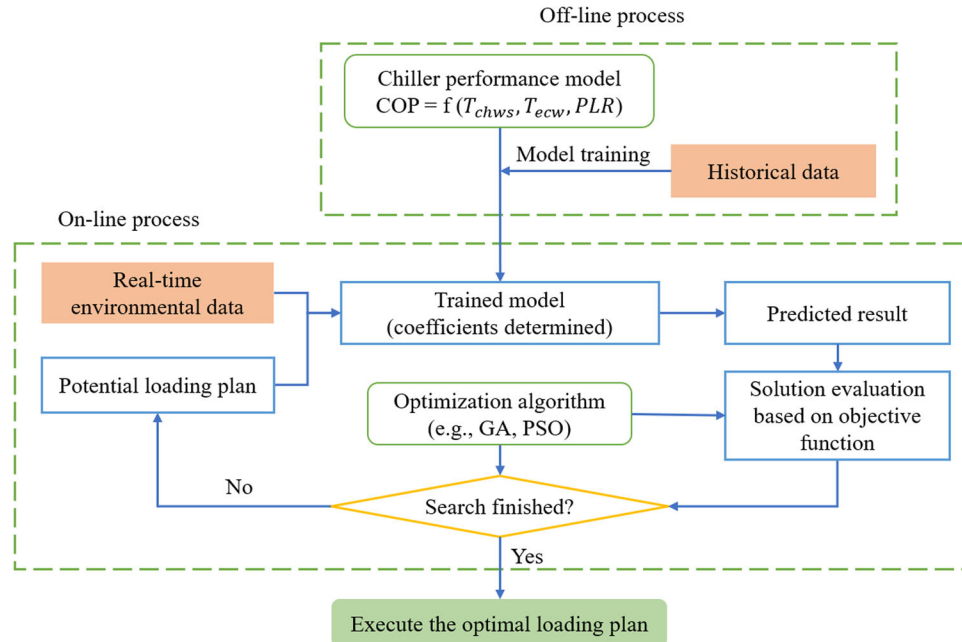 Off-line process
Chiller performance model
COP = f (T_chws, T_ecw, PLR)
Model training
Historical data
On-line process
Real-time
environmental data
Trained model
(coefficients determined)
Predicted result
Potential loading plan
Optimization algorithm
(e.g., GA, PSO)
Solution evaluation
based on objective
function
No
Search finished?
Yes
Execute the optimal loading plan